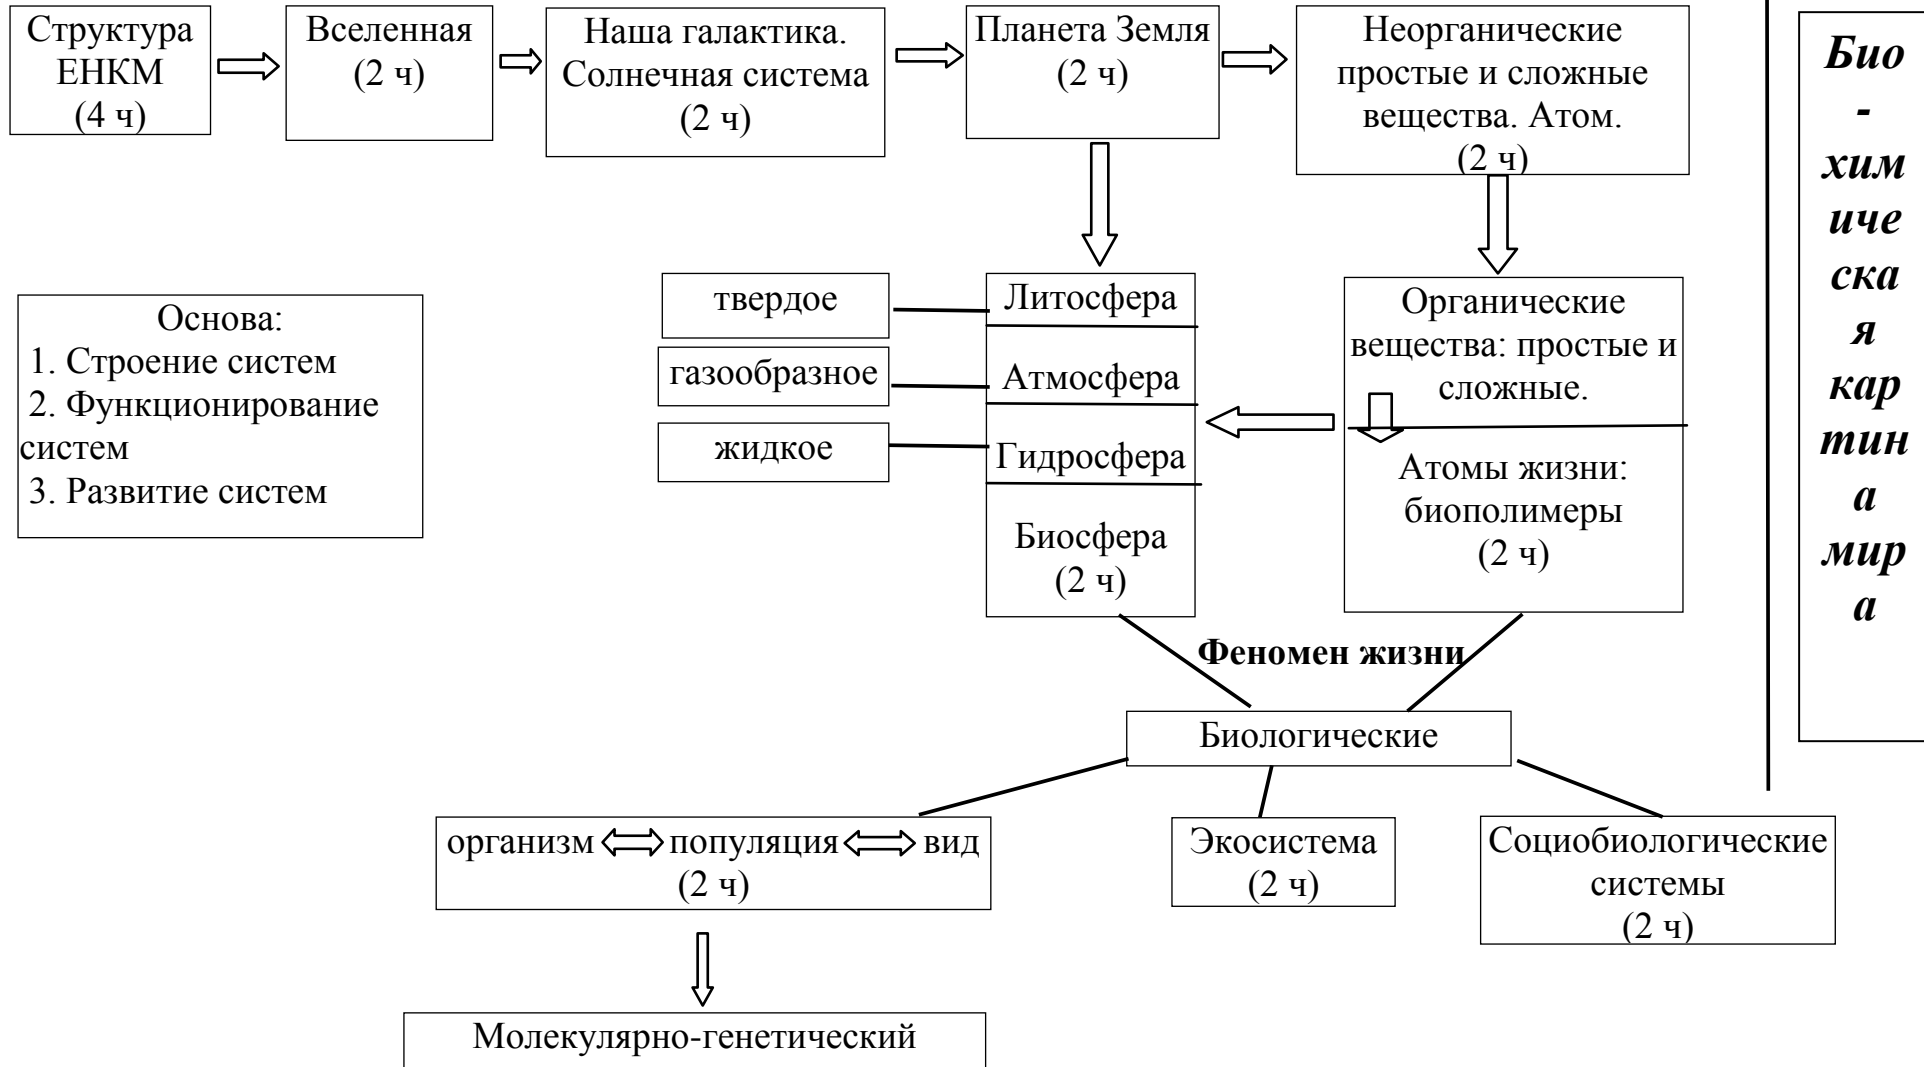 Структура
ЕНКМ
(4 ч)
Вселенная
(2 ч)
Наша галактика.
Солнечная система
(2 ч)
Планета Земля
(2 ч)
Неорганические
простые и сложные
вещества. Атом.
(2 ч)
Био
-
хим
иче
ска
я
кар
тин
а
мир
а
Основа:
1. Строение систем
2. Функционирование
систем
3. Развитие систем
твердое
газообразное
жидкое
Литосфера
Атмосфера
Гидросфера
Биосфера
(2 ч)
Органические
вещества: простые и
сложные.
Атомы жизни:
биополимеры
(2 ч)
Феномен жизни
Биологические
организм популяция вид
(2 ч)
Экосистема
(2 ч)
Социобиологические
системы
(2 ч)
Молекулярно-генетический